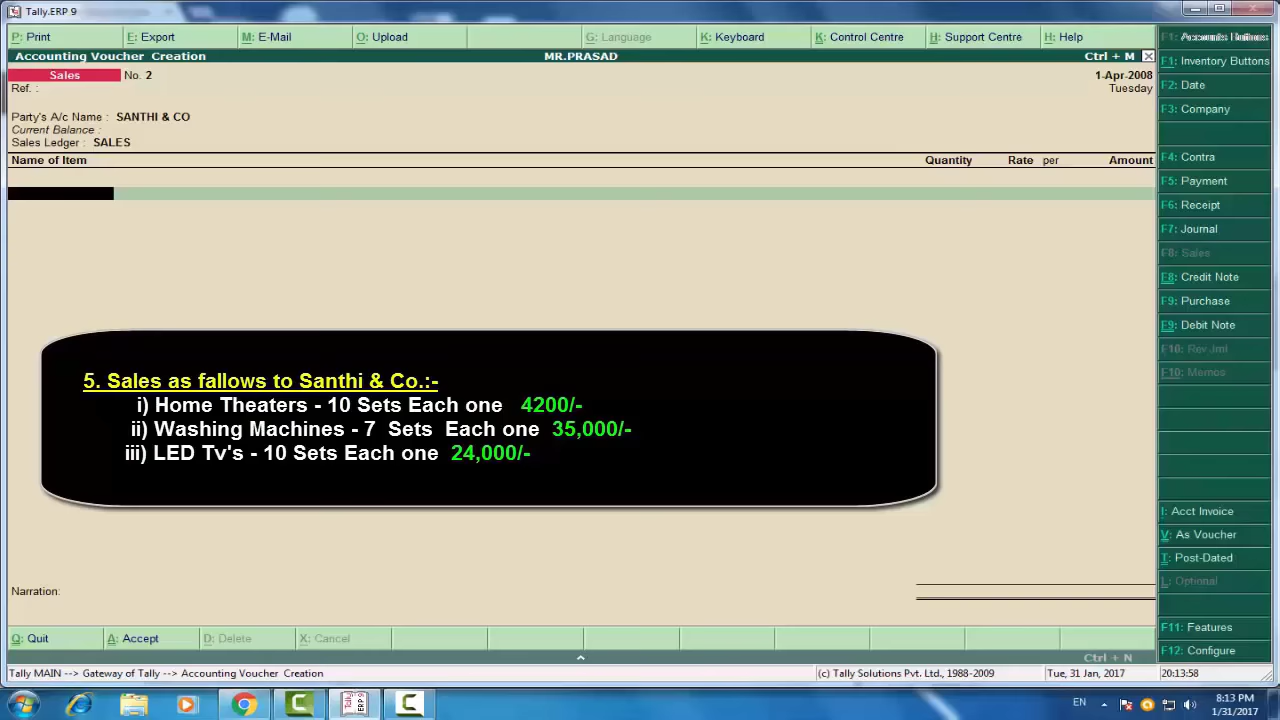 Tally.ERP 9
P: Print E: Export M: E-Mail O: Upload G: Language K: Keyboard K: Control Centre H: Support Centre H: Help
Accounting Voucher Creation MR.PRASAD Ctrl + M
Sales No. 2 1-Apr-2008
Ref. : Tuesday
Party's A/c Name : SANTHI & CO
Current Balance :
Sales Ledger : SALES
Name of Item Quantity Rate per Amount
5. Sales as fallows to Santhi & Co.:-
i) Home Theaters - 10 Sets Each one 4200/-
ii) Washing Machines - 7 Sets Each one 35,000/-
iii) LED Tv's - 10 Sets Each one 24,000/-
Narration:
Q: Quit A: Accept D: Delete X: Cancel
Ctrl + N
F1: Inventory Buttons
F2: Date
F3: Company
F4: Contra
F5: Payment
F6: Receipt
F7: Journal
F8: Sales
F8: Credit Note
F9: Purchase
F9: Debit Note
F10: Rev Jrnl
F10: Memos
I: Acct Invoice
V: As Voucher
T: Post-Dated
L: Optional
F11: Features
F12: Configure
Tally MAIN --> Gateway of Tally --> Accounting Voucher Creation (c) Tally Solutions Pvt. Ltd., 1988-2009 Tue, 31 Jan, 2017 20:13:58
Tally ERP 9
EN 8:13 PM
1/31/2017